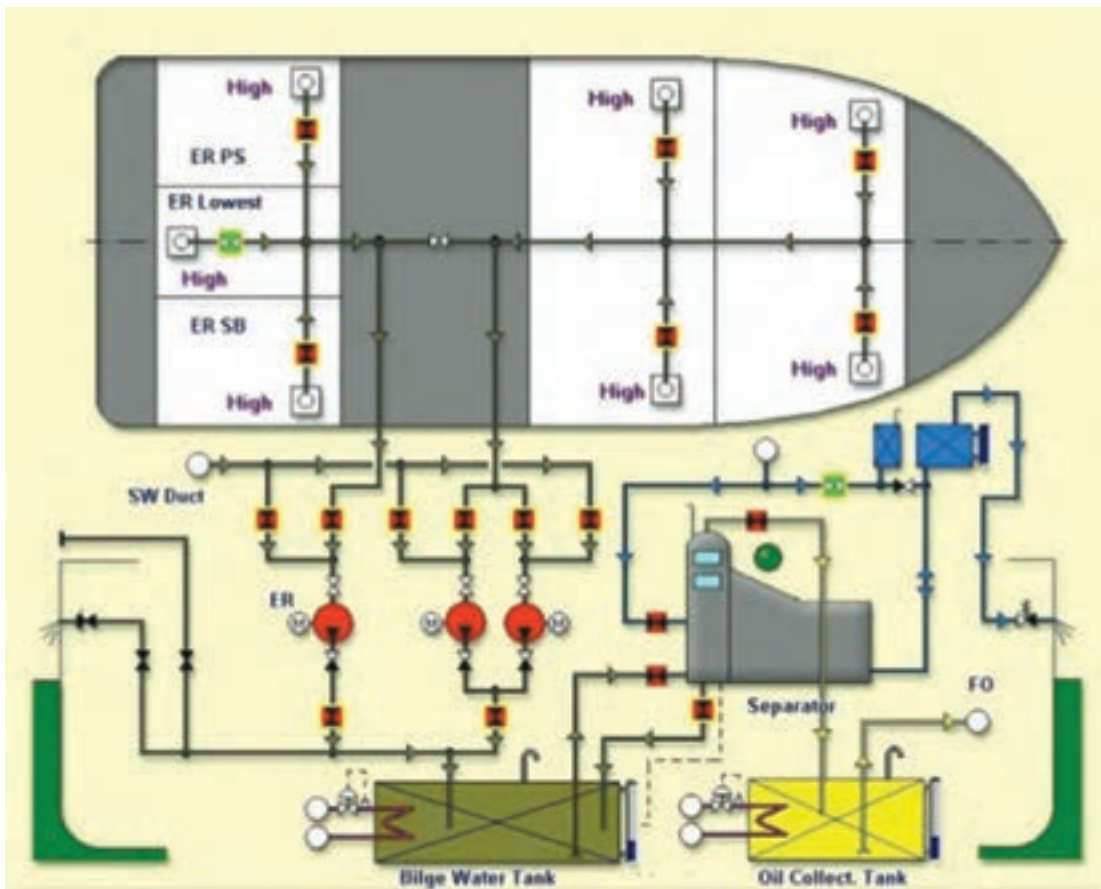 High
High
High
ER PS
ER Lowest
High
ER SB
High
High
High
SW Duct
ER
M
M
M
Separator
FO
Bilge Water Tank
Oil Collect. Tank